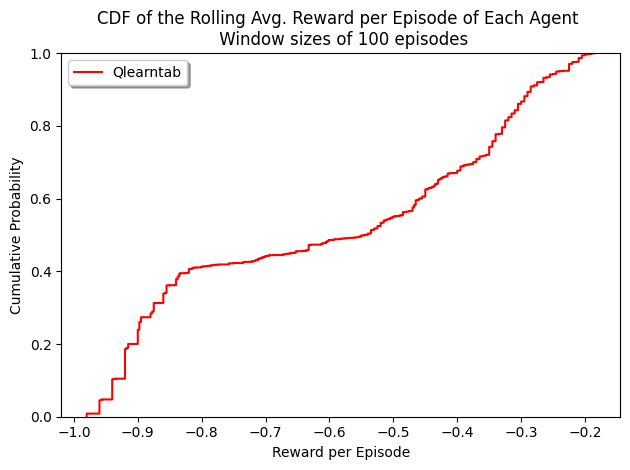 CDF of the Rolling Avg. Reward per Episode of Each Agent
Window sizes of 100 episodes
Qlearntab
Cumulative Probability
1.0
0.8
0.6
0.4
0.2
0.0
−1.0 −0.9 −0.8 −0.7 −0.6 −0.5 −0.4 −0.3 −0.2
Reward per Episode